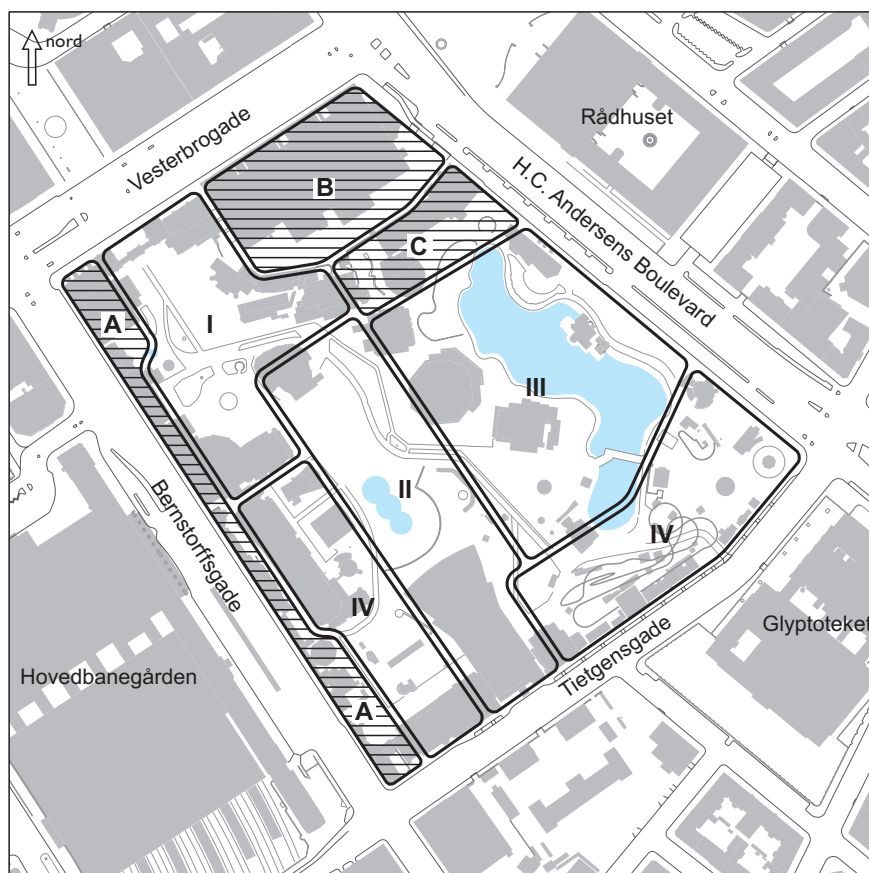 nord
Rådhuset
Vesterbrogade
B
H.C. Andersens Boulevard
C
A
I
III
Bernstorffsgade
II
IV
IV
Glyptoteket
Hovedbanegården
Tietgensgade
A